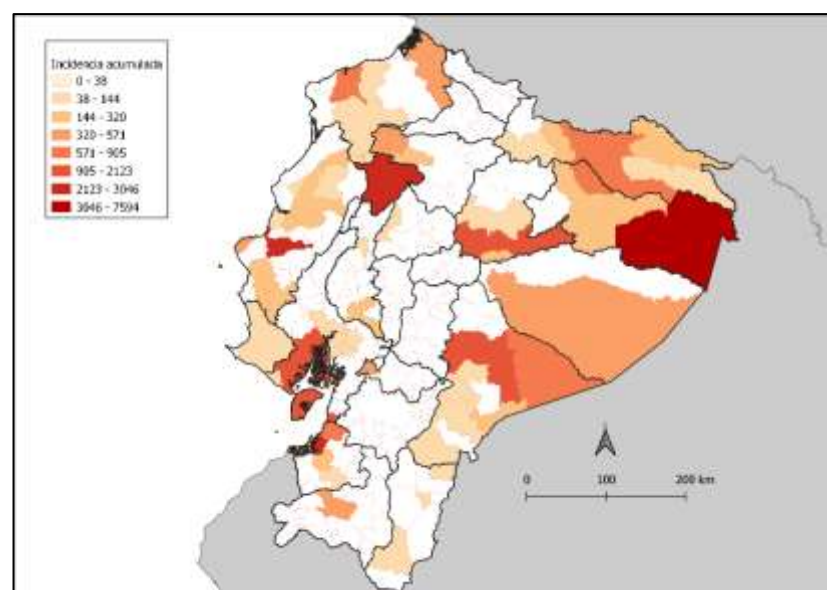 Incidencia acumulada
0 - 38
38 - 144
144 - 320
320 - 571
571 - 905
905 - 2123
2123 - 3046
3046 - 7594
0 100 200 km